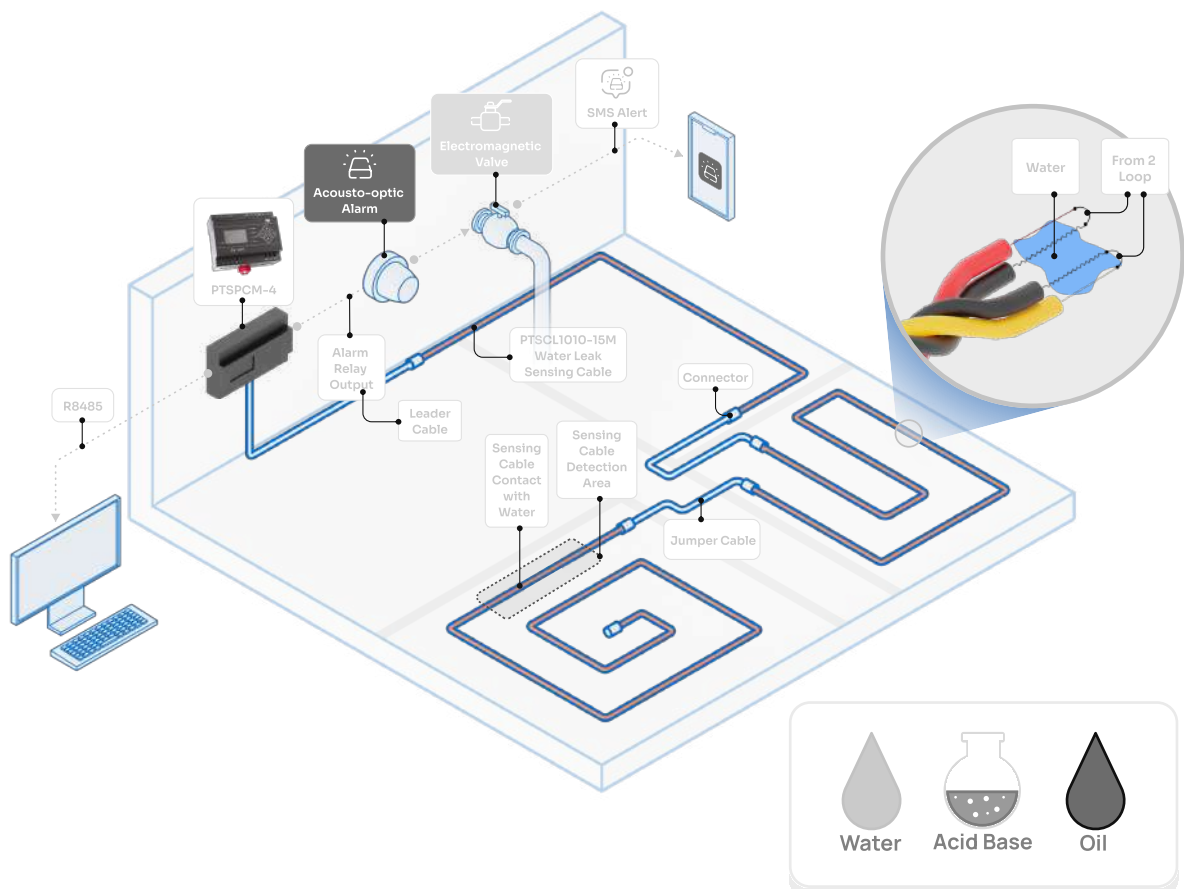 SMS Alert
Electromagnetic
Valve
Acousto-optic
Alarm
Water
From 2
Loop
PTSPCM-4
Alarm
Relay
Output
PTSCL1010-15M
Water Leak
Sensing Cable
Connector
R8485
Leader
Cable
Sensing
Cable
Contact
with
Water
Sensing
Cable
Detection
Area
Jumper Cable
Water
Acid Base
Oil